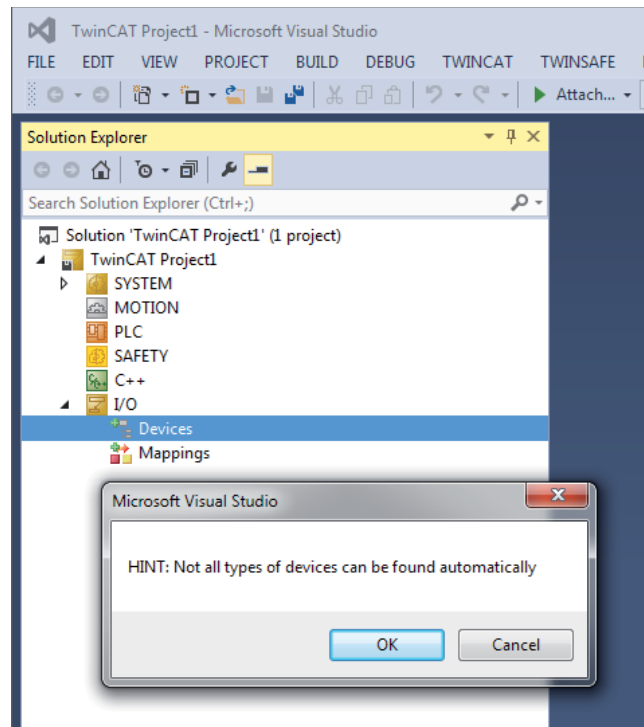 TwinCAT Project1 - Microsoft Visual Studio
FILE EDIT VIEW PROJECT BUILD DEBUG TWINCAT TWINSAFE
Attach...
Solution Explorer
Search Solution Explorer (Ctrl+;)
Solution 'TwinCAT Project1' (1 project)
TwinCAT Project1
SYSTEM
MOTION
PLC
SAFETY
C++
I/O
Devices
Mappings
Microsoft Visual Studio
HINT: Not all types of devices can be found automatically
OK Cancel